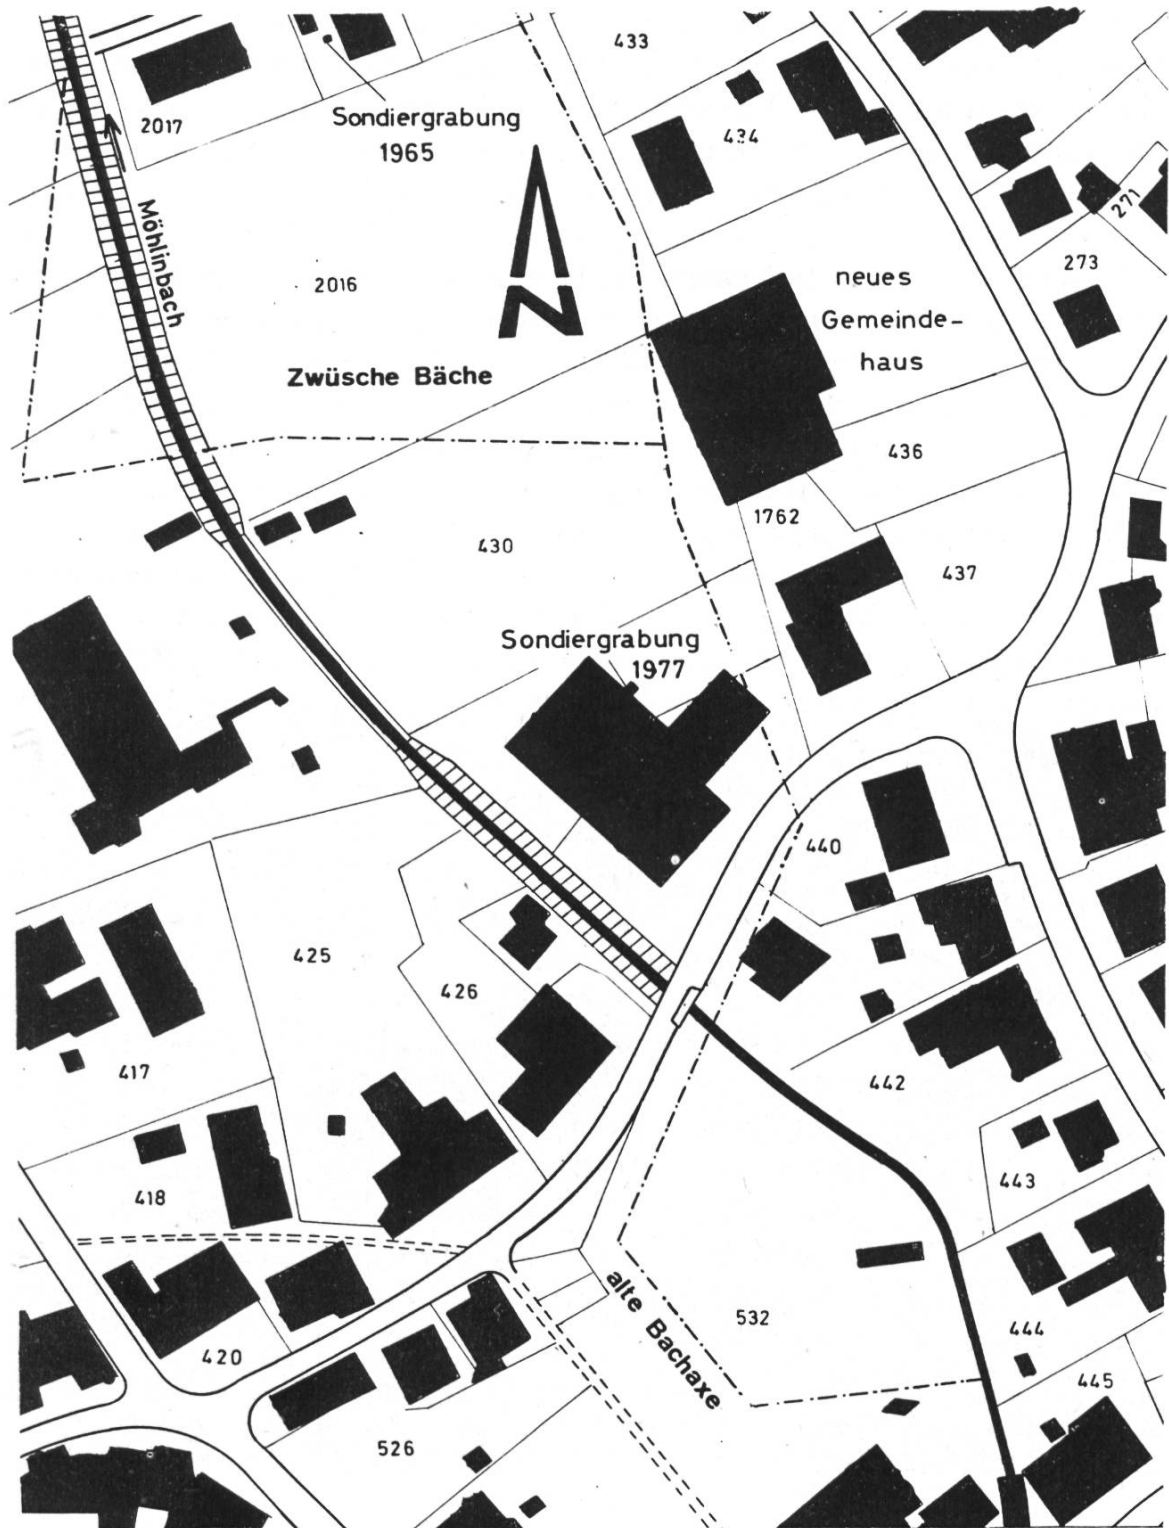 433
2017
Sondiergrabung
1965
434
271
Möhlinbach
273
2016
neues
Gemeinde-
haus
N
Zwüsche Bäche
436
1762
430
437
Sondiergrabung
1977
440
425
426
417
442
443
418
alte Bachaxe
532
444
420
445
526